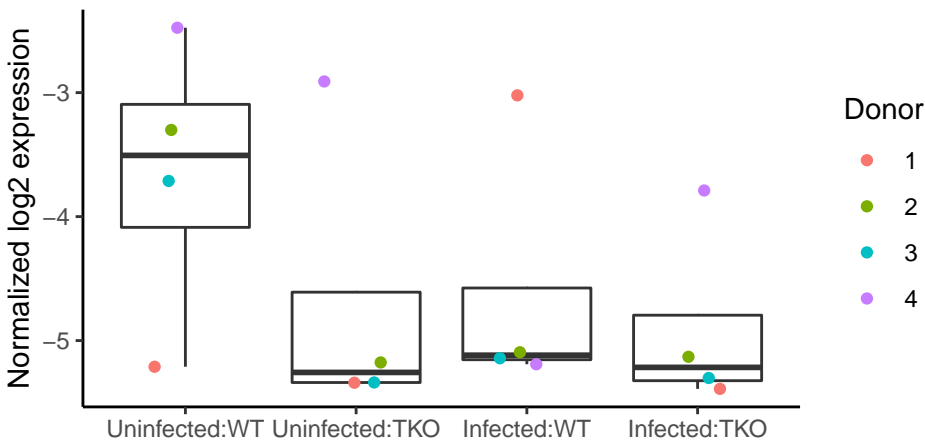 Normalized log2 expression
−3
−4
−5
Uninfected:WT
Uninfected:TKO
Infected:WT
Infected:TKO
Donor
1
2
3
4